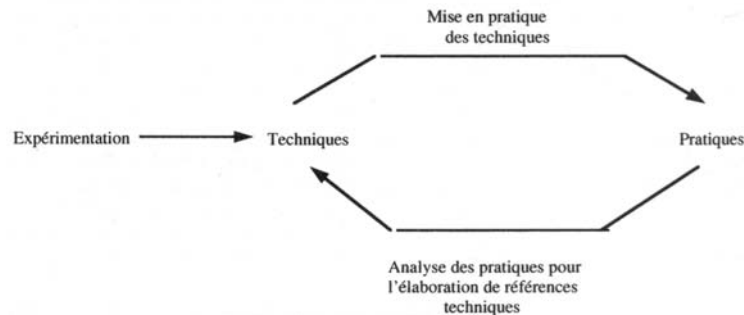 Mise en pratique
des techniques
Expérimentation
Techniques
Pratiques
Analyse des pratiques pour
l'élaboration de références
techniques